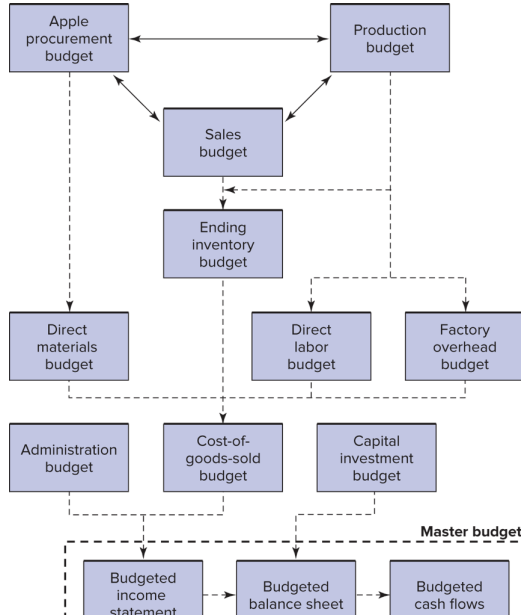 Apple
procurement
budget
Production
budget
Sales
budget
Ending
inventory
budget
Direct
materials
budget
Direct
labor
budget
Factory
overhead
budget
Administration
budget
Cost-of-
goods-sold
budget
Capital
investment
budget
Master budget
Budgeted
income
statement
Budgeted
balance sheet
Budgeted
cash flows